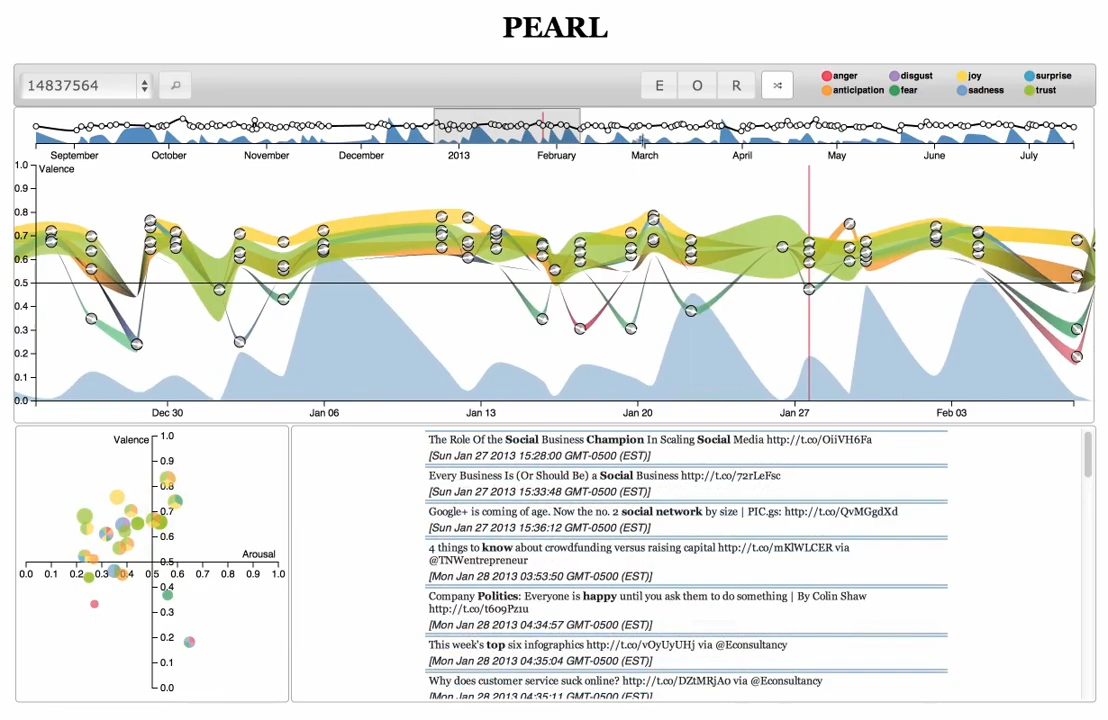 PEARL
14837564
E O R
anger disgust joy surprise
anticipation fear sadness trust
September October November December 2013 February March April May June July
1.0 Valence
0.9
0.8
0.7
0.6
0.5
0.4
0.3
0.2
0.1
0.0
Dec 30 Jan 06 Jan 13 Jan 20 Jan 27 Feb 03
Valence 1.0
0.9
0.8
0.7
0.6
Arousal
0.5
0.0 0.1 0.2 0.3 0.4 0.5 0.6 0.7 0.8 0.9 1.0
0.4
0.3
0.2
0.1
0.0
The Role Of the Social Business Champion In Scaling Social Media http://t.co/OiiVH6Fa
[Sun Jan 27 2013 15:28:00 GMT-0500 (EST)]
Every Business Is (Or Should Be) a Social Business http://t.co/72rLeFsc
[Sun Jan 27 2013 15:33:48 GMT-0500 (EST)]
Google+ is coming of age. Now the no. 2 social network by size | PIC.gs: http://t.co/QvMGgdXd
[Sun Jan 27 2013 15:36:12 GMT-0500 (EST)]
4 things to know about crowdfunding versus raising capital http://t.co/mKlWLCER via
@TNWentrepreneur
[Mon Jan 28 2013 03:53:50 GMT-0500 (EST)]
Company Politics: Everyone is happy until you ask them to do something | By Colin Shaw
http://t.co/t609Pz1u
[Mon Jan 28 2013 04:34:57 GMT-0500 (EST)]
This week's top six infographics http://t.co/vOyUyUHj via @Econsultancy
[Mon Jan 28 2013 04:35:04 GMT-0500 (EST)]
Why does customer service suck online? http://t.co/DZtMRjA0 via @Econsultancy
[Mon Jan 28 2013 04:35:11 GMT-0500 (EST)]